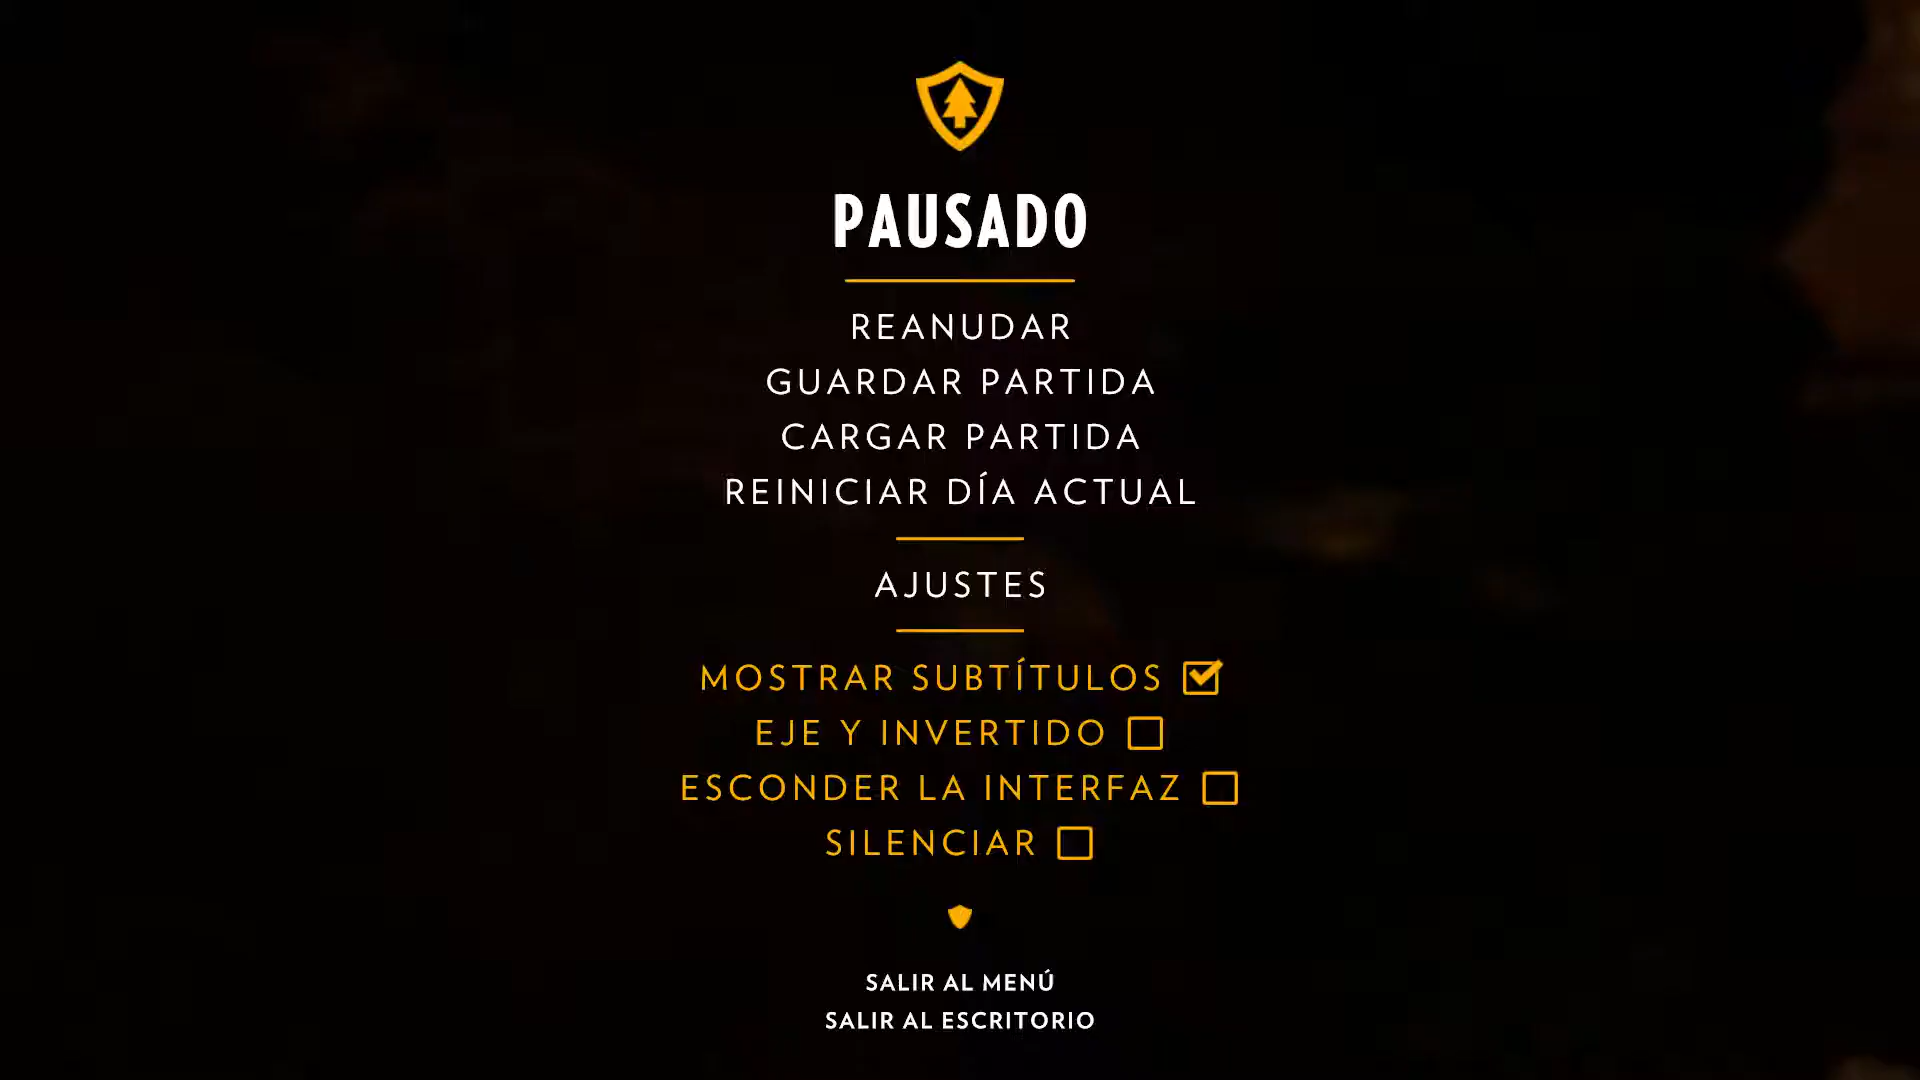 PAUSADO
REANUDAR
GUARDAR PARTIDA
CARGAR PARTIDA
REINICIAR DÍA ACTUAL
AJUSTES
MOSTRAR SUBTÍTULOS
EJE Y INVERTIDO
ESCONDER LA INTERFAZ
SILENCIAR
SALIR AL MENÚ
SALIR AL ESCRITORIO